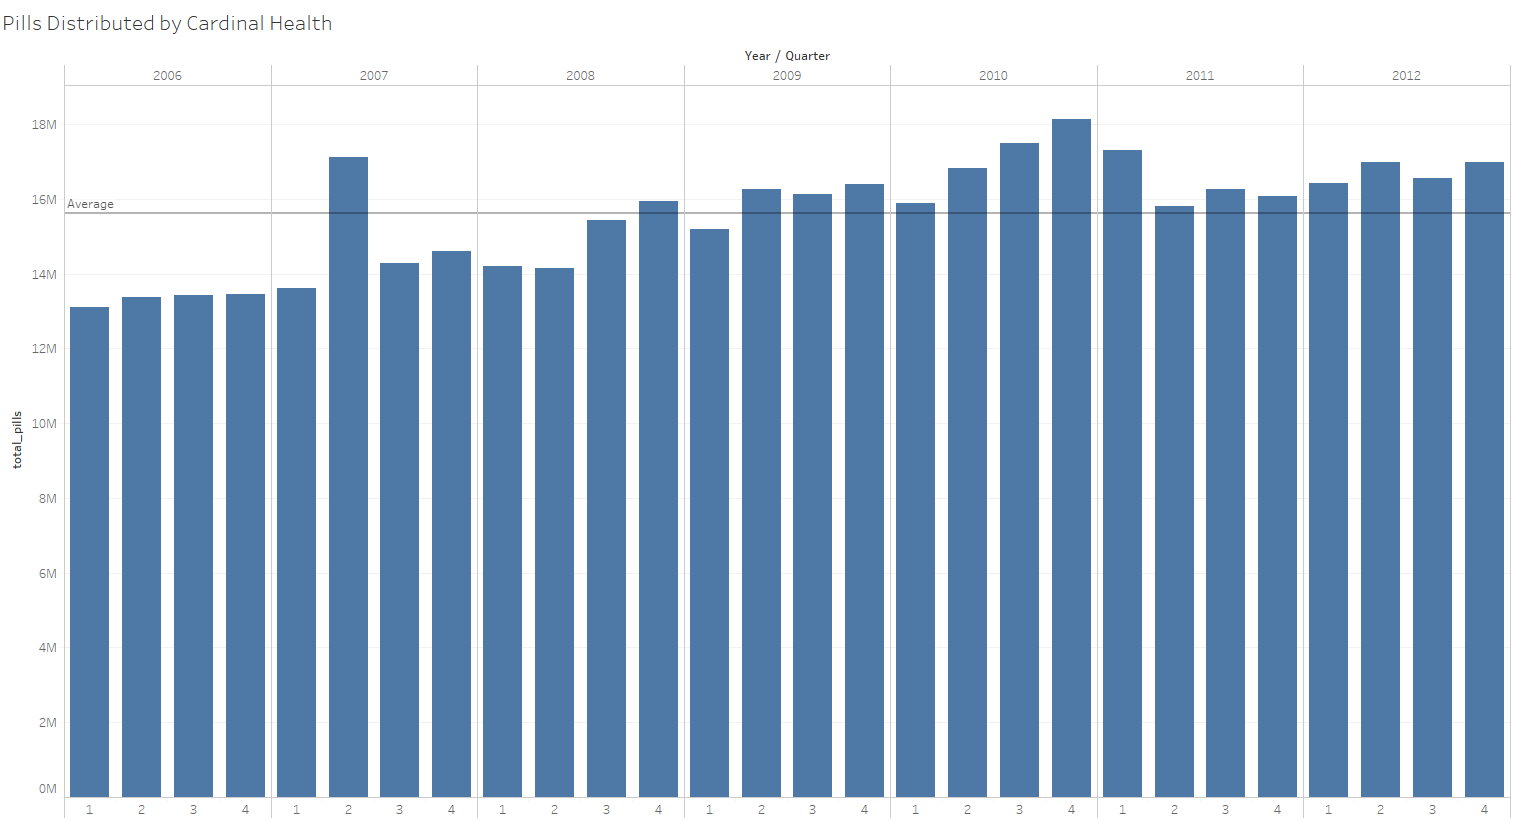 Pills Distributed by Cardinal Health
Year / Quarter
2006 2007 2008 2009 2010 2011 2012
18M
16M
Average
14M
12M
10M
total_pills
8M
6M
4M
2M
0M
1 2 3 4 1 2 3 4 1 2 3 4 1 2 3 4 1 2 3 4 1 2 3 4 1 2 3 4